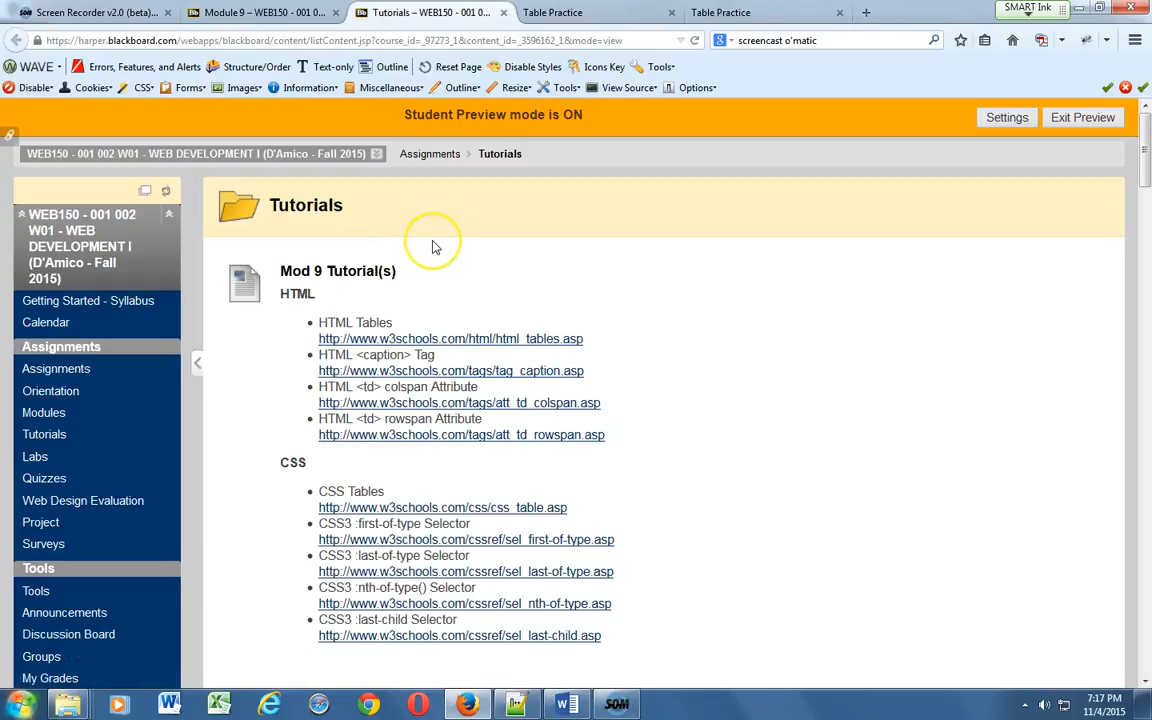 Screen Recorder v2.0 (beta)... × Module 9 – WEB150 - 001 0... × Tutorials – WEB150 - 001 0... × Table Practice × Table Practice × +
SMART Ink
https://harper.blackboard.com/webapps/blackboard/content/listContent.jsp?course_id=_97273_1&content_id=_3596162_1&mode=view
screencast o'matic
WAVE Errors, Features, and Alerts Structure/Order Text-only Outline Reset Page Disable Styles Icons Key Tools
Disable Cookies CSS Forms Images Information Miscellaneous Outline Resize Tools View Source Options
Student Preview mode is ON
Settings Exit Preview
WEB150 - 001 002 W01 - WEB DEVELOPMENT I (D'Amico - Fall 2015) Assignments Tutorials
WEB150 - 001 002
W01 - WEB
DEVELOPMENT I
(D'Amico - Fall
2015)
Getting Started - Syllabus
Calendar
Assignments
Assignments
Orientation
Modules
Tutorials
Labs
Quizzes
Web Design Evaluation
Project
Surveys
Tools
Tools
Announcements
Discussion Board
Groups
My Grades
Tutorials
Mod 9 Tutorial(s)
HTML
• HTML Tables
http://www.w3schools.com/html/html_tables.asp
• HTML <caption> Tag
http://www.w3schools.com/tags/tag_caption.asp
• HTML <td> colspan Attribute
http://www.w3schools.com/tags/att_td_colspan.asp
• HTML <td> rowspan Attribute
http://www.w3schools.com/tags/att_td_rowspan.asp
CSS
• CSS Tables
http://www.w3schools.com/css/css_table.asp
• CSS3 :first-of-type Selector
http://www.w3schools.com/cssref/sel_first-of-type.asp
• CSS3 :last-of-type Selector
http://www.w3schools.com/cssref/sel_last-of-type.asp
• CSS3 :nth-of-type() Selector
http://www.w3schools.com/cssref/sel_nth-of-type.asp
• CSS3 :last-child Selector
http://www.w3schools.com/cssref/sel_last-child.asp
SOM
7:17 PM
11/4/2015